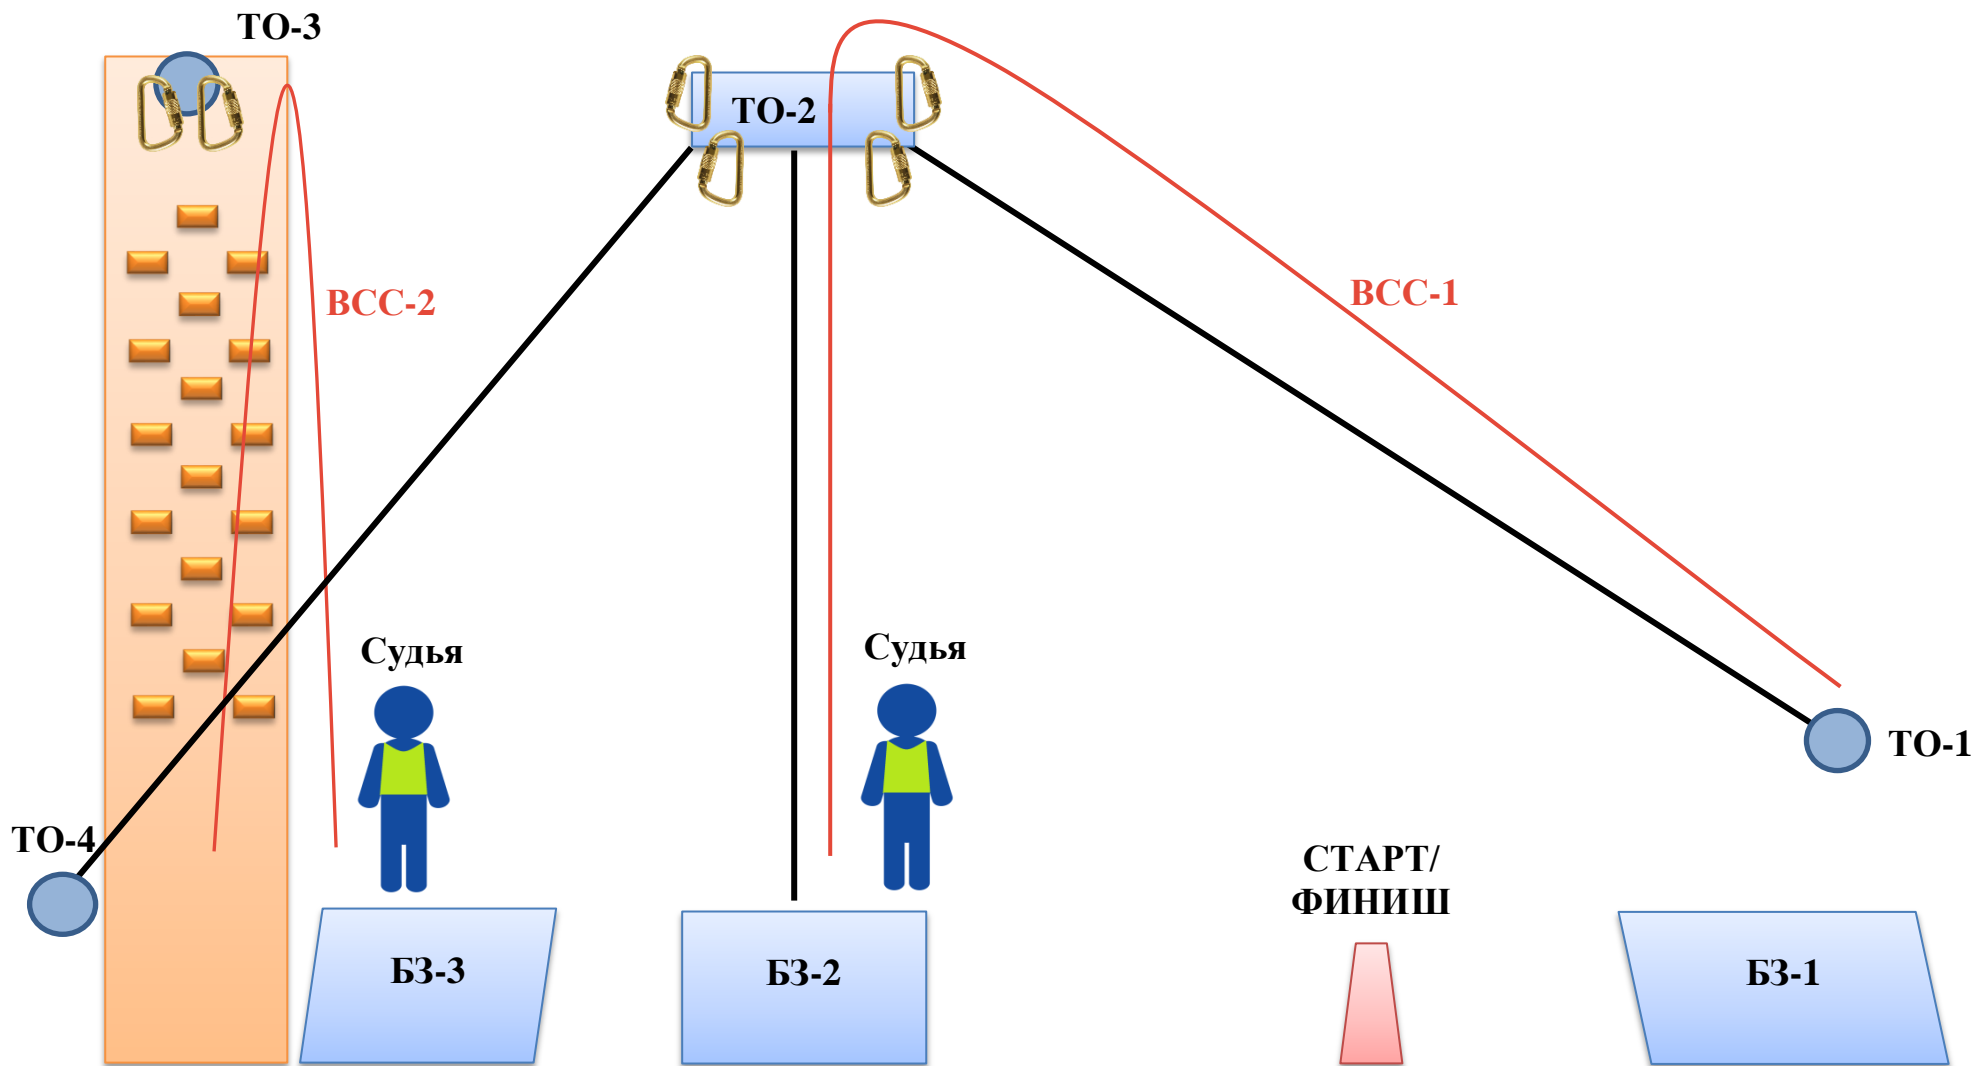 ТО-3
ТО-2
ВСС-2
ВСС-1
Судья
Судья
ТО-1
ТО-4
СТАРТ/
ФИНИШ
БЗ-3
БЗ-2
БЗ-1